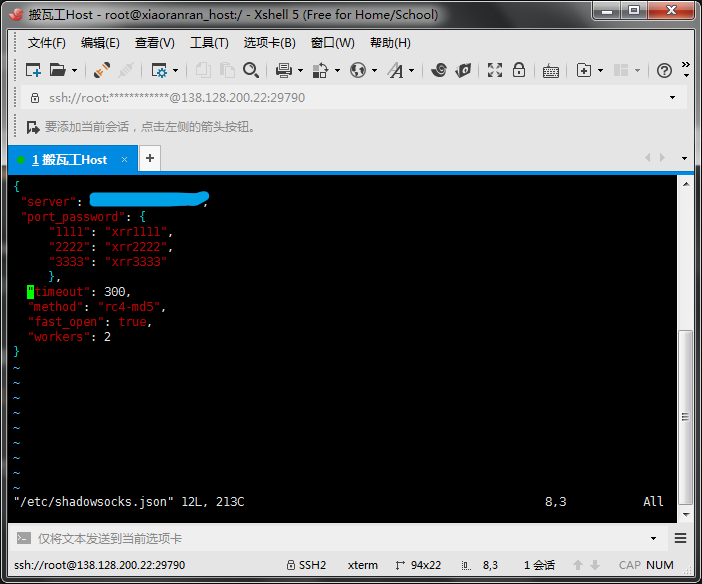 搬瓦工Host - root@xiaoranran_host:/ - Xshell 5 (Free for Home/School)
文件(F) 编辑(E) 查看(V) 工具(T) 选项卡(B) 窗口(W) 帮助(H)
ssh://root:************@138.128.200.22:29790
要添加当前会话，点击左侧的箭头按钮。
1 搬瓦工Host × +
{
"server": ,
"port_password": {
"1111": "xrr1111",
"2222": "xrr2222",
"3333": "xrr3333"
},
"timeout": 300,
"method": "rc4-md5",
"fast_open": true,
"workers": 2
}
~
~
~
~
~
~
~
~
~
"/etc/shadowsocks.json" 12L, 213C 8,3 All
仅将文本发送到当前选项卡
ssh://root@138.128.200.22:29790 SSH2 xterm 94x22 8,3 1 会话 CAP NUM